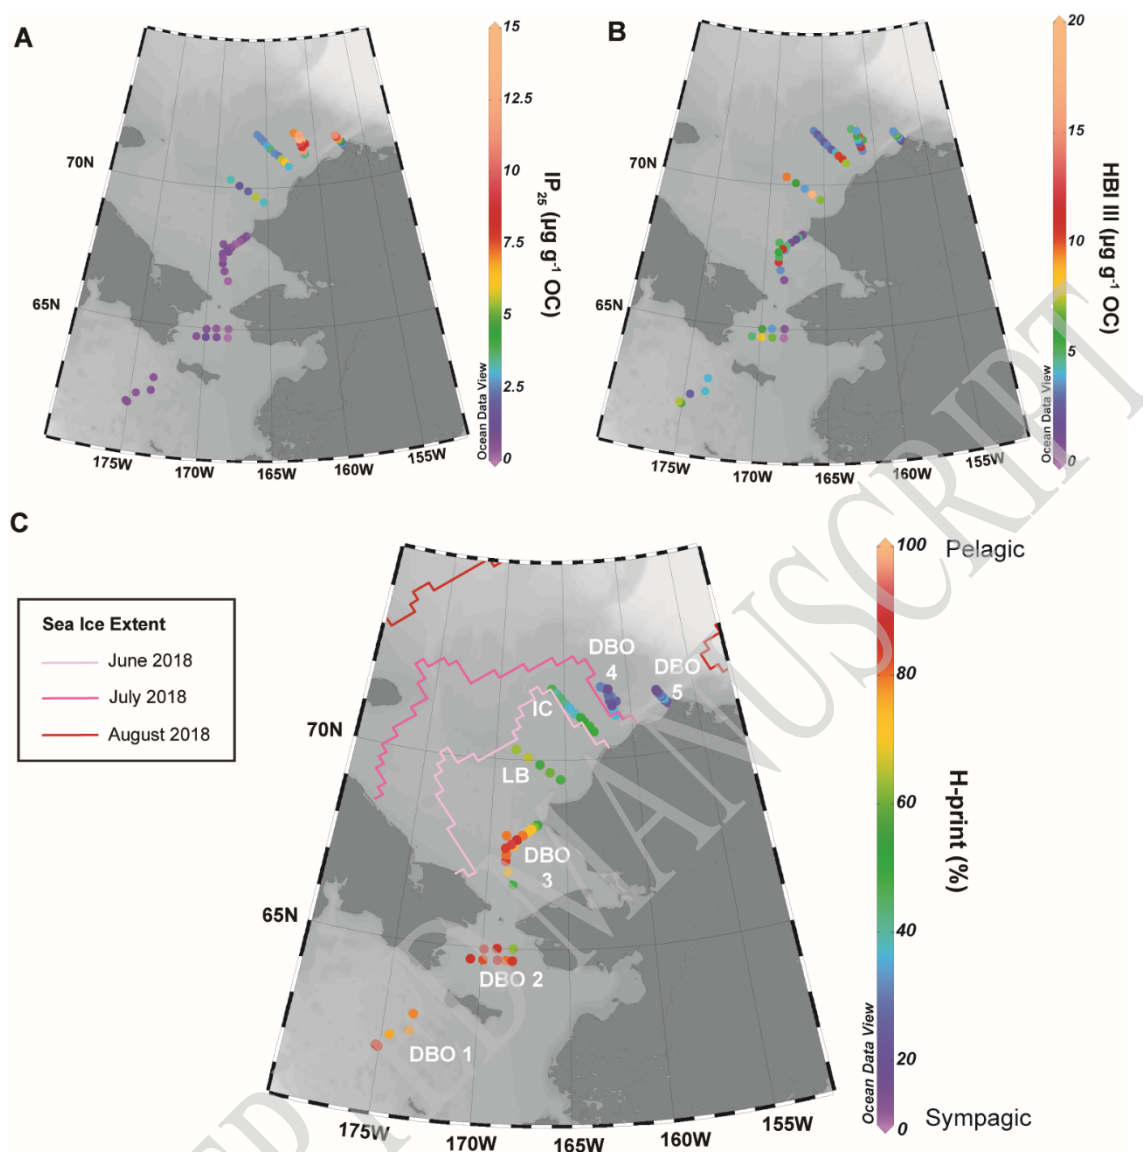 A
15
12.5
10
7.5
5
2.5
0
IP25 (µg g-1 OC)
Ocean Data View
70N
65N
175W
170W
165W
160W
155W
B
20
15
10
5
0
HBI III (µg g-1 OC)
Ocean Data View
70N
65N
175W
170W
165W
160W
155W
C
Sea Ice Extent
June 2018
July 2018
August 2018
DBO
4
DBO
5
IC
LB
DBO
3
DBO 2
DBO 1
70N
65N
175W
170W
165W
160W
155W
100
80
60
40
20
0
Pelagic
Sympagic
H-print (%)
Ocean Data View
MANUSCRIPT